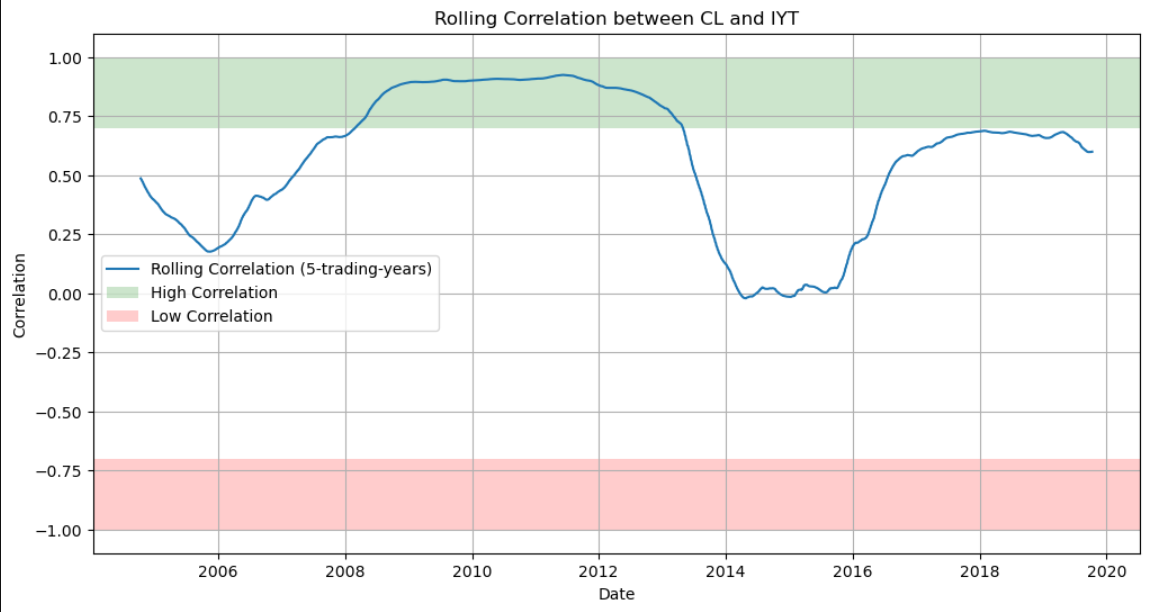 Rolling Correlation between CL and IYT
Correlation
1.00
0.75
0.50
0.25
0.00
−0.25
−0.50
−0.75
−1.00
Rolling Correlation (5-trading-years)
High Correlation
Low Correlation
2006 2008 2010 2012 2014 2016 2018 2020
Date